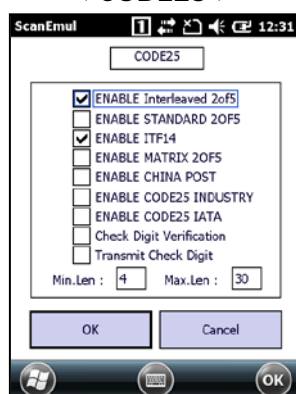 ScanEmul 1 12:31
CODE25
ENABLE Interleaved 2of5
ENABLE STANDARD 2OF5
ENABLE ITF14
ENABLE MATRIX 2OF5
ENABLE CHINA POST
ENABLE CODE25 INDUSTRY
ENABLE CODE25 IATA
Check Digit Verification
Transmit Check Digit
Min.Len : 4 Max.Len : 30
OK Cancel
OK